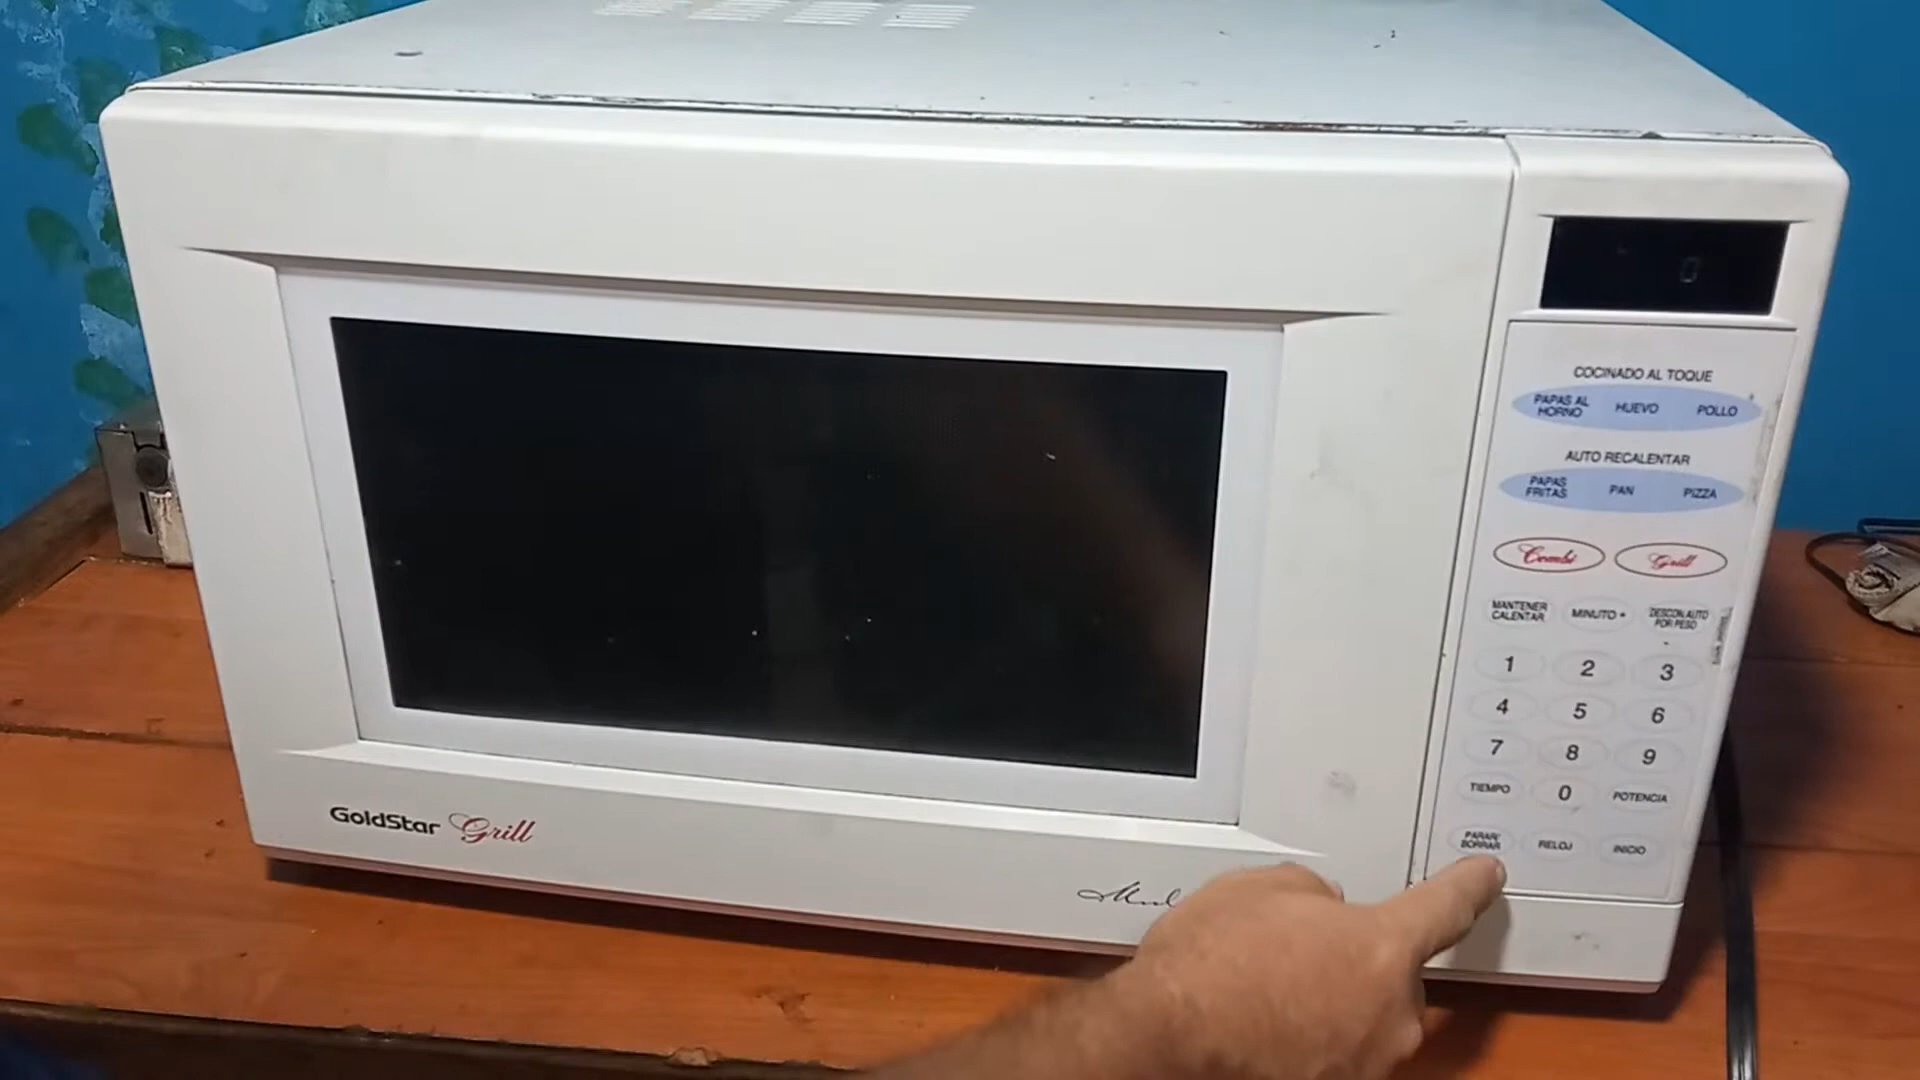 0
COCINADO AL TOQUE
PAPAS AL
HORNO
HUEVO
POLLO
AUTO RECALENTAR
PAPAS
FRITAS
PAN
PIZZA
Combi
Grill
MANTENER
CALENTAR
MINUTO +
DESCON.AUTO
POR PESO
1 2 3
4 5 6
7 8 9
TIEMPO
0
POTENCIA
PARAR/
BORRAR
RELOJ
INICIO
GoldStar Grill